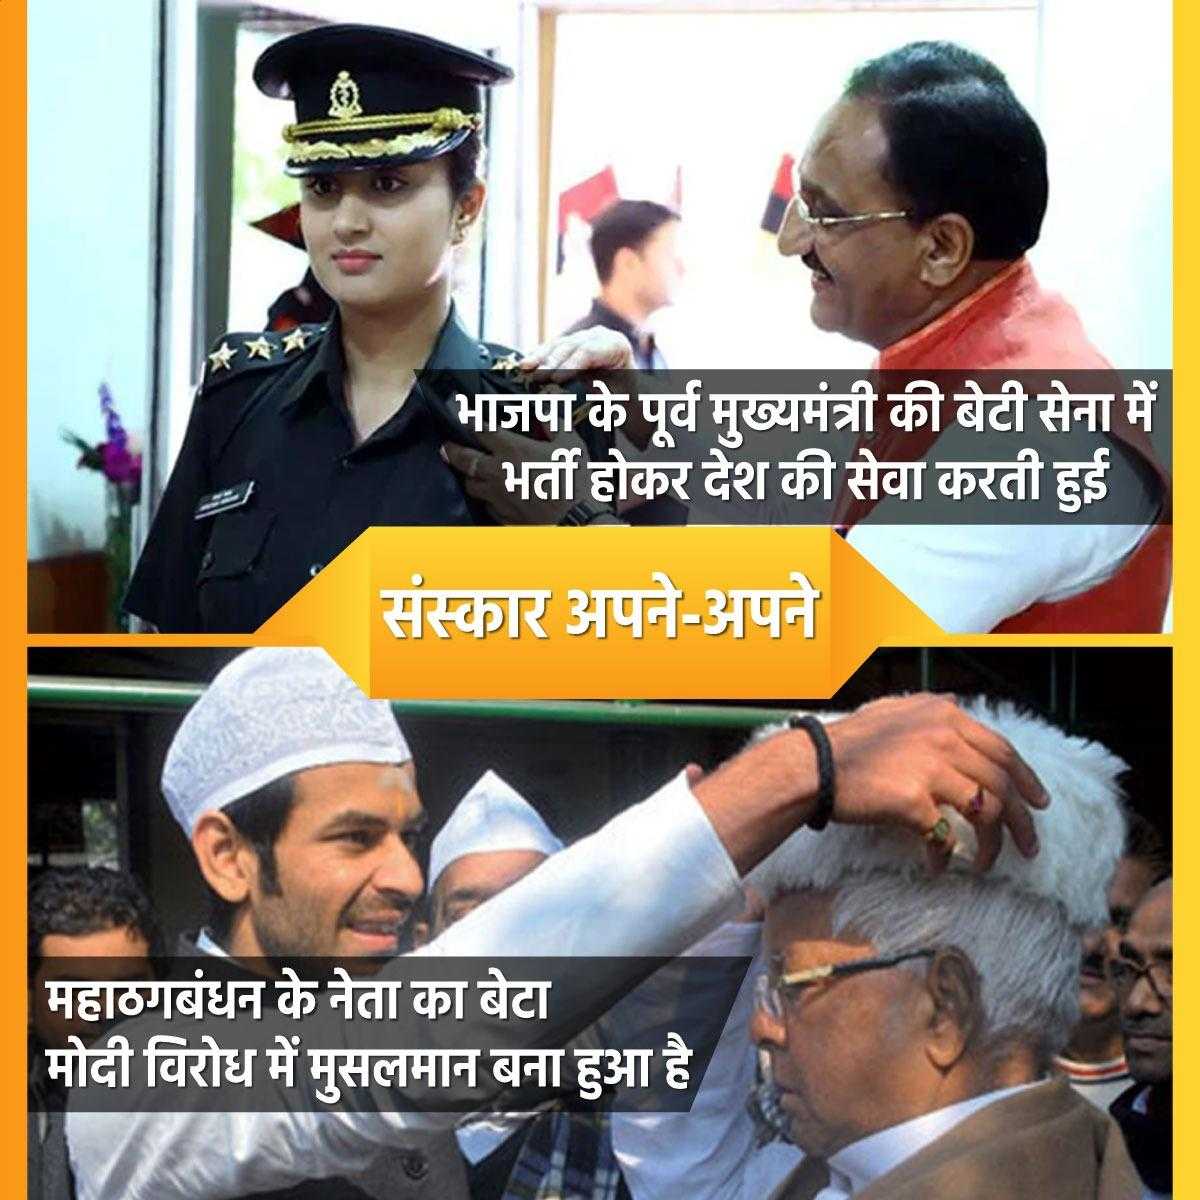 भाजपा के पूर्व मुख्यमंत्री की बेटी सेना में
भर्ती होकर देश की सेवा करती हुई
संस्कार अपने-अपने
महाठगबंधन के नेता का बेटा
मोदी विरोध में मुसलमान बना हुआ है